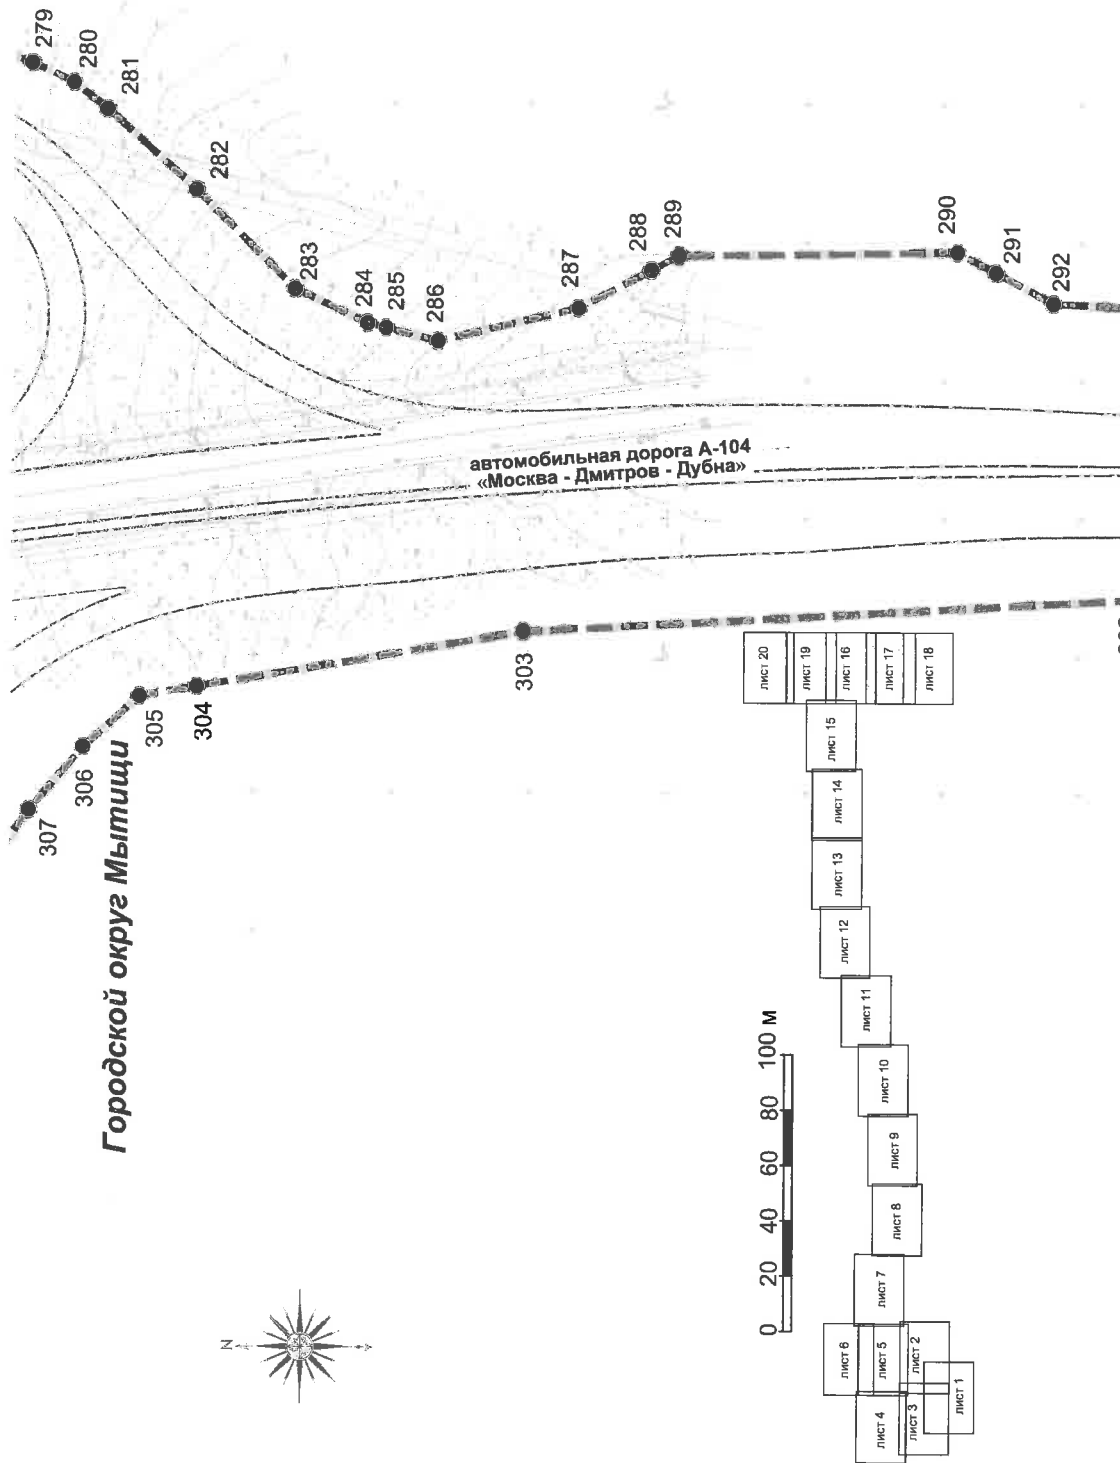 279
280
281
282
283
284
285
286
287
288
289
290
291
292
автомобильная дорога А-104
«Москва - Дмитров - Дубна»
303
304
305
306
307
Городской округ Мытищи
N
0 20 40 60 80 100 м
лист 20
лист 19
лист 16
лист 17
лист 18
лист 15
лист 14
лист 13
лист 12
лист 11
лист 10
лист 9
лист 8
лист 7
лист 6
лист 5
лист 2
лист 4
лист 3
лист 1